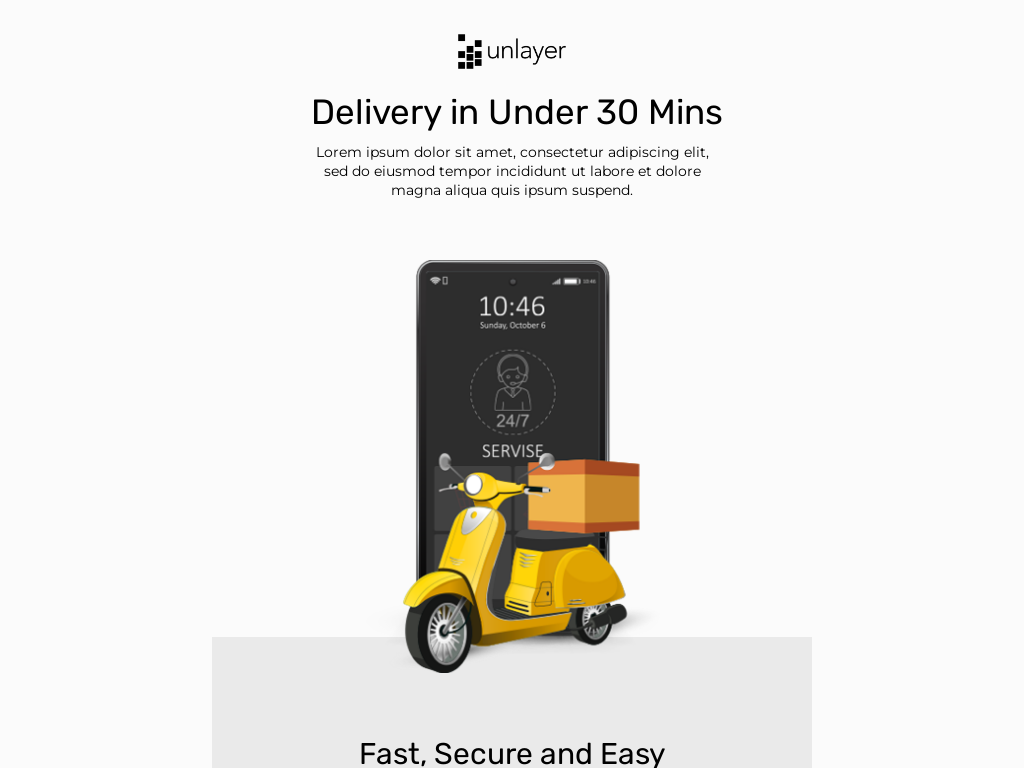 unlayer
Delivery in Under 30 Mins
Lorem ipsum dolor sit amet, consectetur adipiscing elit,
sed do eiusmod tempor incididunt ut labore et dolore
magna aliqua quis ipsum suspend.
10:46
10:46
Sunday, October 6
24/7
SERVISE
Fast, Secure and Easy